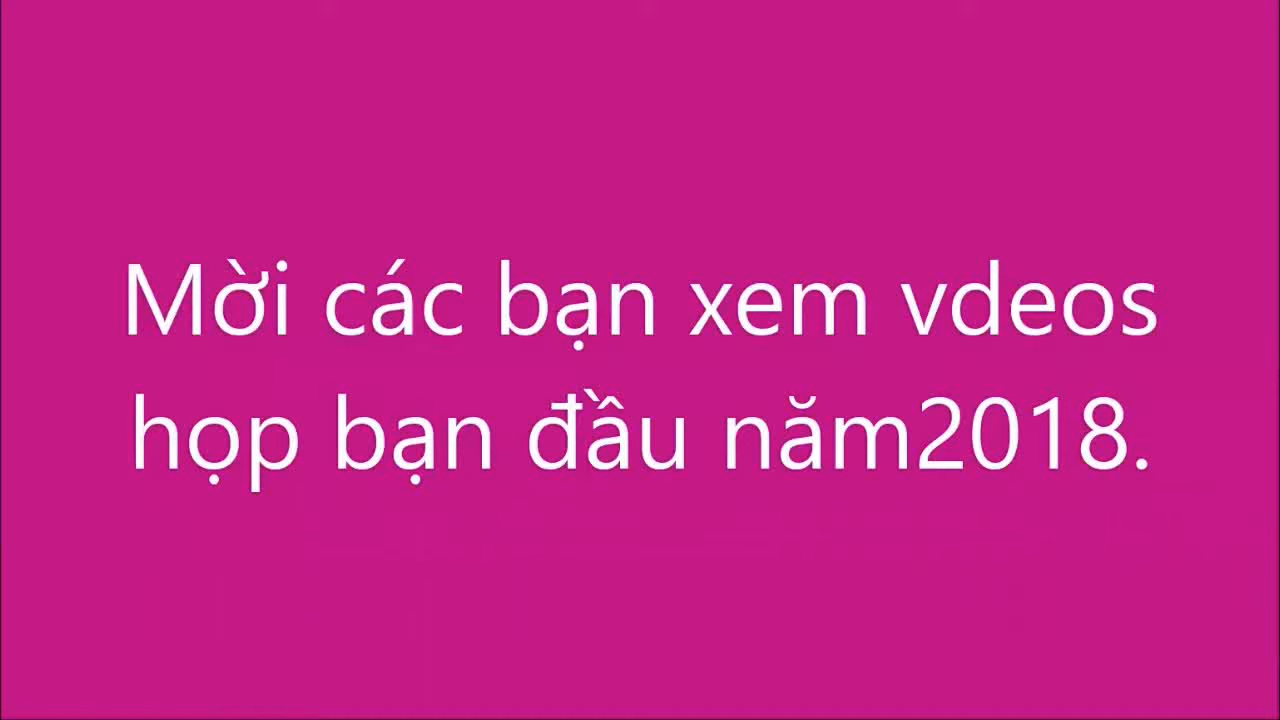 Mời các bạn xem vdeos
họp bạn đầu năm2018.